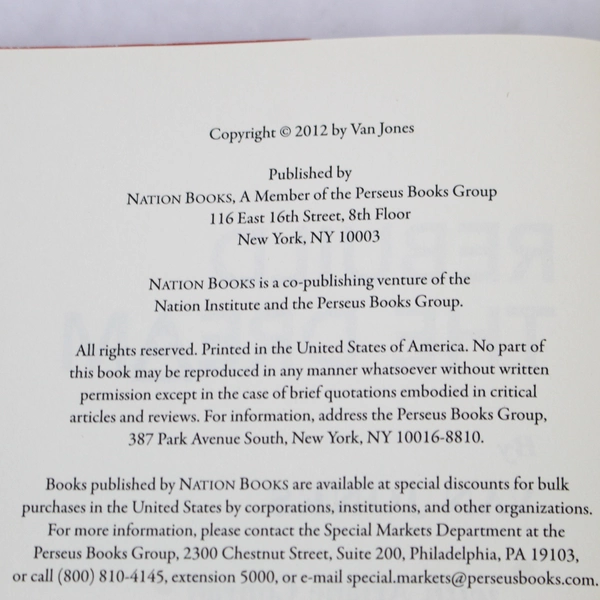 Copyright © 2012 by Van Jones
Published by
NATION BOOKS, A Member of the Perseus Books Group
116 East 16th Street, 8th Floor
New York, NY 10003
NATION BOOKS is a co-publishing venture of the
Nation Institute and the Perseus Books Group.
All rights reserved. Printed in the United States of America. No part of
this book may be reproduced in any manner whatsoever without written
permission except in the case of brief quotations embodied in critical
articles and reviews. For information, address the Perseus Books Group,
387 Park Avenue South, New York, NY 10016-8810.
Books published by NATION BOOKS are available at special discounts for bulk
purchases in the United States by corporations, institutions, and other organizations.
For more information, please contact the Special Markets Department at the
Perseus Books Group, 2300 Chestnut Street, Suite 200, Philadelphia, PA 19103,
or call (800) 810-4145, extension 5000, or e-mail special.markets@perseusbooks.com.